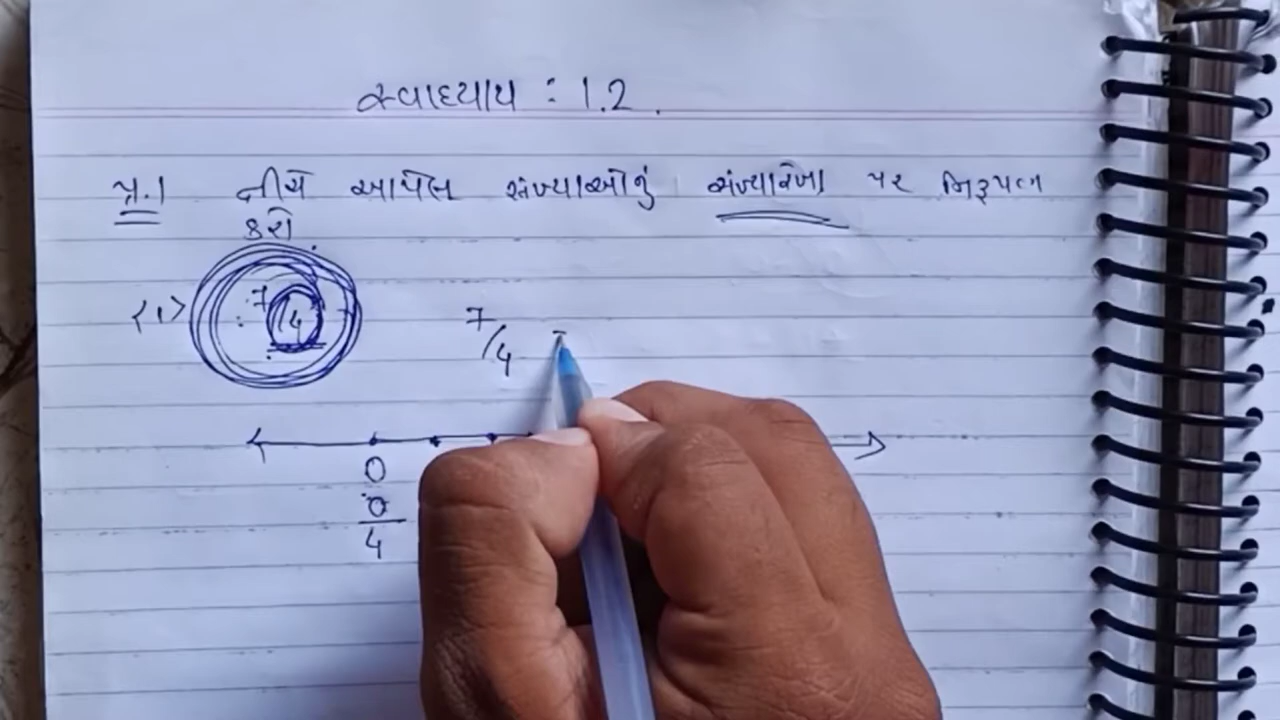 સ્વાધ્યાય : 1.2.
પ્ર.1 નીચે આપેલ સંખ્યાઓનું સંખ્યારેખા પર નિરૂપણ
કરો
(1) 7/4 7/4
0
0
4